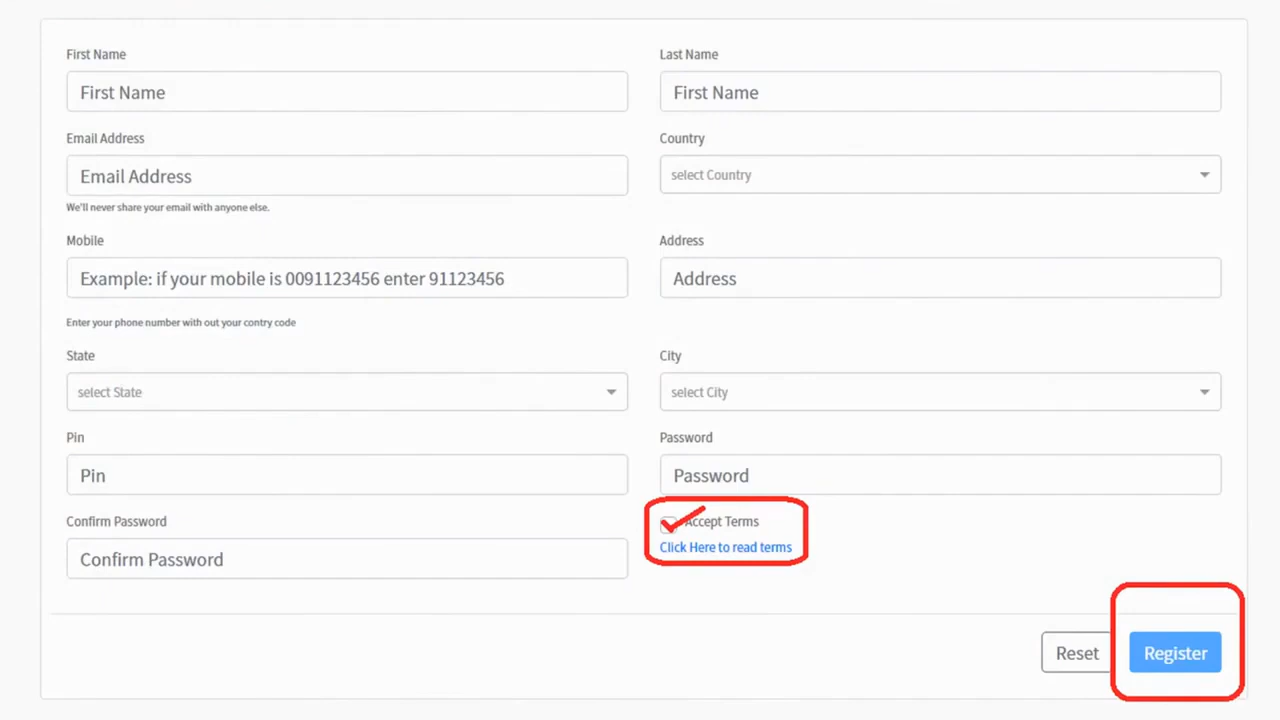 First Name
Last Name
First Name
First Name
Email Address
Country
Email Address
select Country
We'll never share your email with anyone else.
Mobile
Address
Example: if your mobile is 0091123456 enter 91123456
Address
Enter your phone number with out your contry code
State
City
select State
select City
Pin
Password
Pin
Password
Confirm Password
Accept Terms
Click Here to read terms
Confirm Password
Reset
Register